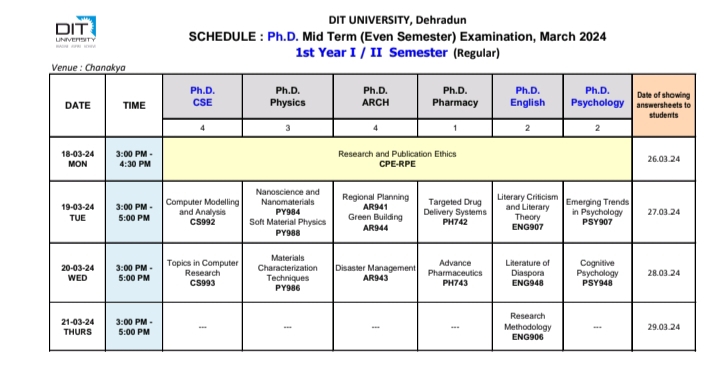 DIT
UNIVERSITY
DIT UNIVERSITY, Dehradun
SCHEDULE : Ph.D. Mid Term (Even Semester) Examination, March 2024
1st Year I / II Semester (Regular)
Venue : Chanakya
DATE TIME Ph.D. CSE Ph.D. Physics Ph.D. ARCH Ph.D. Pharmacy Ph.D. English Ph.D. Psychology Date of showing answersheets to students
4 3 4 1 2 2
18-03-24
MON
3:00 PM -
4:30 PM
Research and Publication Ethics
CPE-RPE
26.03.24
19-03-24
TUE
3:00 PM -
5:00 PM
Computer Modelling
and Analysis
CS992
Nanoscience and
Nanomaterials
PY984
Soft Material Physics
PY988
Regional Planning
AR941
Green Building
AR944
Targeted Drug
Delivery Systems
PH742
Literary Criticism
and Literary
Theory
ENG907
Emerging Trends
in Psychology
PSY907
27.03.24
20-03-24
WED
3:00 PM -
5:00 PM
Topics in Computer
Research
CS993
Materials
Characterization
Techniques
PY986
Disaster Management
AR943
Advance
Pharmaceutics
PH743
Literature of
Diaspora
ENG948
Cognitive
Psychology
PSY948
28.03.24
21-03-24
THURS
3:00 PM -
5:00 PM
---
---
---
---
Research
Methodology
ENG906
---
29.03.24